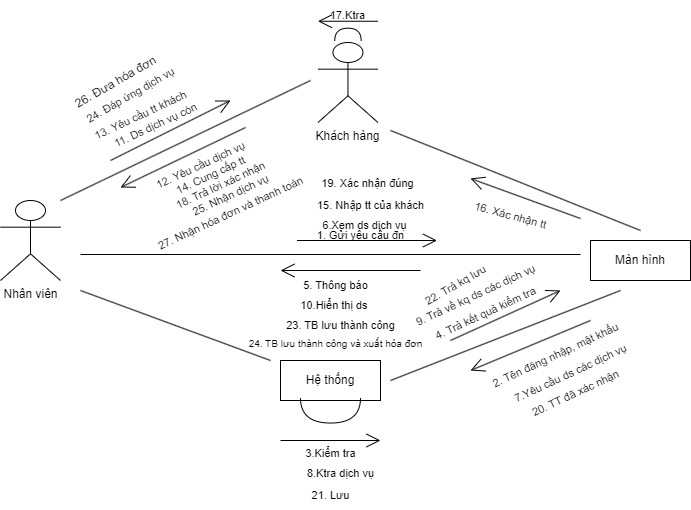 17.Ktra
Khách hàng
26. Đưa hóa đơn
24. Đáp ứng dịch vụ
13. Yêu cầu tt khách
11. Ds dịch vụ còn
12. Yêu cầu dịch vụ
14. Cung cấp tt
18. Trả lời xác nhận
25. Nhận dịch vụ
27. Nhận hóa đơn và thanh toán
19. Xác nhận đúng
15. Nhập tt của khách
6.Xem ds dịch vụ
1. Gửi yêu cầu đn
16. Xác nhận tt
Nhân viên
Màn hình
5. Thông báo
10.Hiển thị ds
23. TB lưu thành công
24. TB lưu thành công và xuất hóa đơn
22. Trả kq lưu
9. Trả về kq ds các dịch vụ
4. Trả kết quả kiểm tra
2. Tên đăng nhập, mật khẩu
7.Yêu cầu ds các dịch vụ
20. TT đã xác nhận
Hệ thống
3.Kiểm tra
8.Ktra dịch vụ
21. Lưu